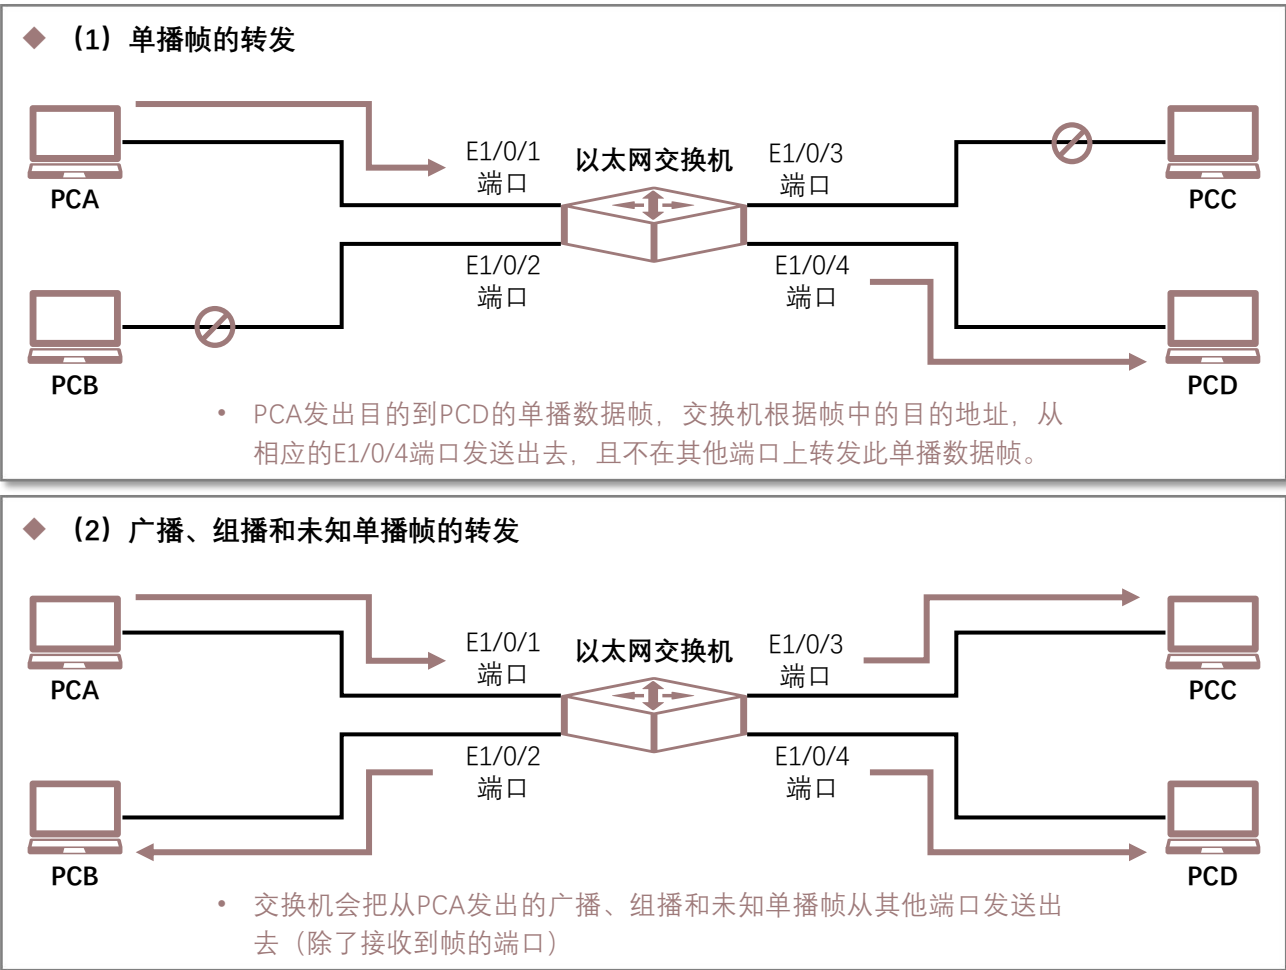 (1) 单播帧的转发
PCA
E1/0/1
端口
以太网交换机
E1/0/3
端口
PCC
PCB
E1/0/2
端口
E1/0/4
端口
PCD
• PCA发出目的到PCD的单播数据帧，交换机根据帧中的目的地址，从
相应的E1/0/4端口发送出去，且不在其他端口上转发此单播数据帧。
(2) 广播、组播和未知单播帧的转发
PCA
E1/0/1
端口
以太网交换机
E1/0/3
端口
PCC
PCB
E1/0/2
端口
E1/0/4
端口
PCD
• 交换机会把从PCA发出的广播、组播和未知单播帧从其他端口发送出
去（除了接收到帧的端口）